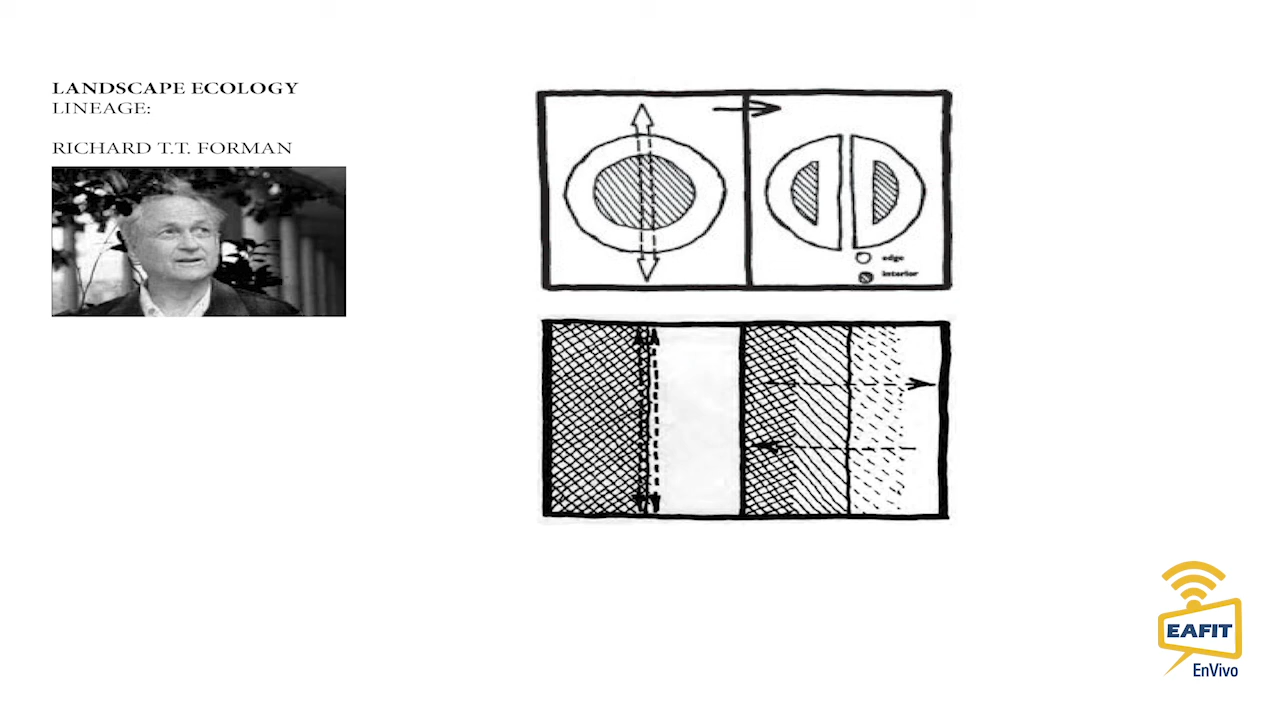 LANDSCAPE ECOLOGY
LINEAGE:
RICHARD T.T. FORMAN
edge
interior
EAFIT
EnVivo